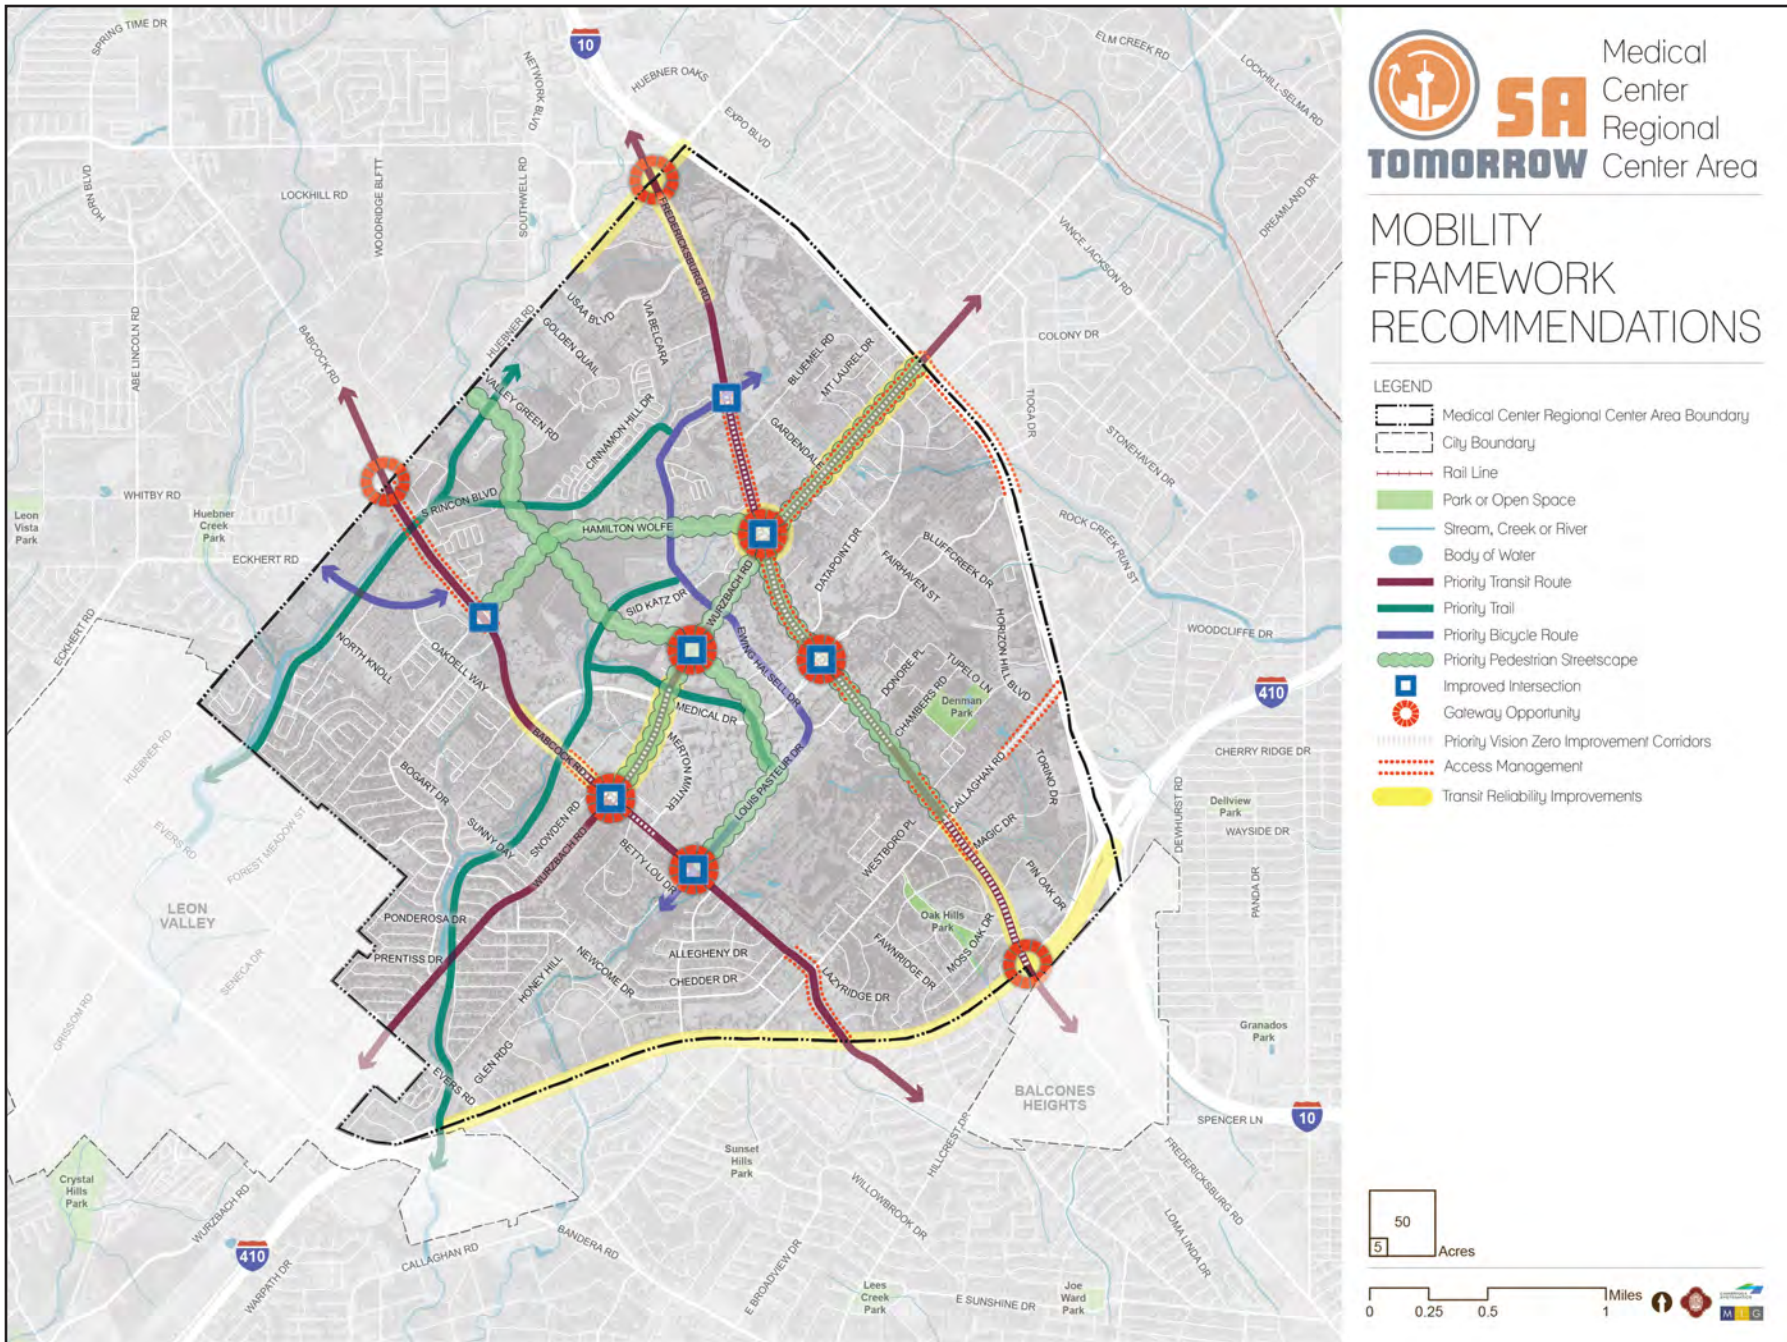 SPRING TIME DR
10
NETWORK BLVD
HUEBNER OAKS
EXPO BLVD
ELM CREEK RD
LOCKHILL-SELMA RD
HORN BLVD
LOCKHILL RD
WOODRIDGE BLFT
SOUTHWELL RD
FREDERICKSBURG RD
DREAMLAND DR
VANCE JACKSON RD
ABE LINCOLN RD
BABCOCK RD
HUEBNER RD
USAA BLVD
GOLDEN QUAIL
VIA BELCARA
BLUEMEL RD
MT LAUREL DR
COLONY DR
VALLEY GREEN RD
CINNAMON HILL DR
GARDENDALE
TIOGA DR
STONEHAVEN DR
WHITBY RD
Leon
Vista
Park
Huebner
Creek
Park
S RINCON BLVD
HAMILTON WOLFE
ROCK CREEK RUN ST
ECKHERT RD
DATAPOINT DR
BLUFFCREEK DR
FAIRHAVEN ST
WURZBACH RD
SID KATZ DR
EWING HALSELL DR
HORIZON HILL BLVD
WOODCLIFFE DR
ECKHERT RD
NORTH KNOLL
OAKDELL WAY
DONORE PL
TUPELO LN
CHAMBERS RD
Denman
Park
410
MEDICAL DR
BABCOCK RD
MERTON MINTER
LOUIS PASTEUR DR
CALLAGHAN RD
TORINO DR
CHERRY RIDGE DR
HUEBNER RD
BOGART DR
SUNNY DAY
SNOWDEN RD
WURZBACH RD
BETTY LOU DR
WESTBORO PL
MAGIC DR
PIN OAK DR
DEWHURST RD
Dellview
Park
WAYSIDE DR
EVERS RD
FOREST MEADOW ST
PANDA DR
LEON
VALLEY
PONDEROSA DR
PRENTISS DR
SENECA DR
GRISSOM RD
HONEY HILL
NEWCOME DR
ALLEGHENY DR
CHEDDER DR
LAZYRIDGE DR
FAWNRIDGE DR
MOSS OAK DR
Oak Hills
Park
Granados
Park
EVERS RD
GLEN RDG
BALCONES
HEIGHTS
SPENCER LN
10
Crystal
Hills
Park
WURZBACH RD
410
WARPATH DR
CALLAGHAN RD
BANDERA RD
Sunset
Hills
Park
E BROADVIEW DR
WILLOWBROOK DR
HILLCREST DR
FREDERICKSBURG RD
LOMA LINDA DR
Lees
Creek
Park
E SUNSHINE DR
Joe
Ward
Park
SA
TOMORROW
Medical
Center
Regional
Center Area
MOBILITY
FRAMEWORK
RECOMMENDATIONS
LEGEND
Medical Center Regional Center Area Boundary
City Boundary
Rail Line
Park or Open Space
Stream, Creek or River
Body of Water
Priority Transit Route
Priority Trail
Priority Bicycle Route
Priority Pedestrian Streetscape
Improved Intersection
Gateway Opportunity
Priority Vision Zero Improvement Corridors
Access Management
Transit Reliability Improvements
50
5
Acres
Miles
0 0.25 0.5 1
M I G